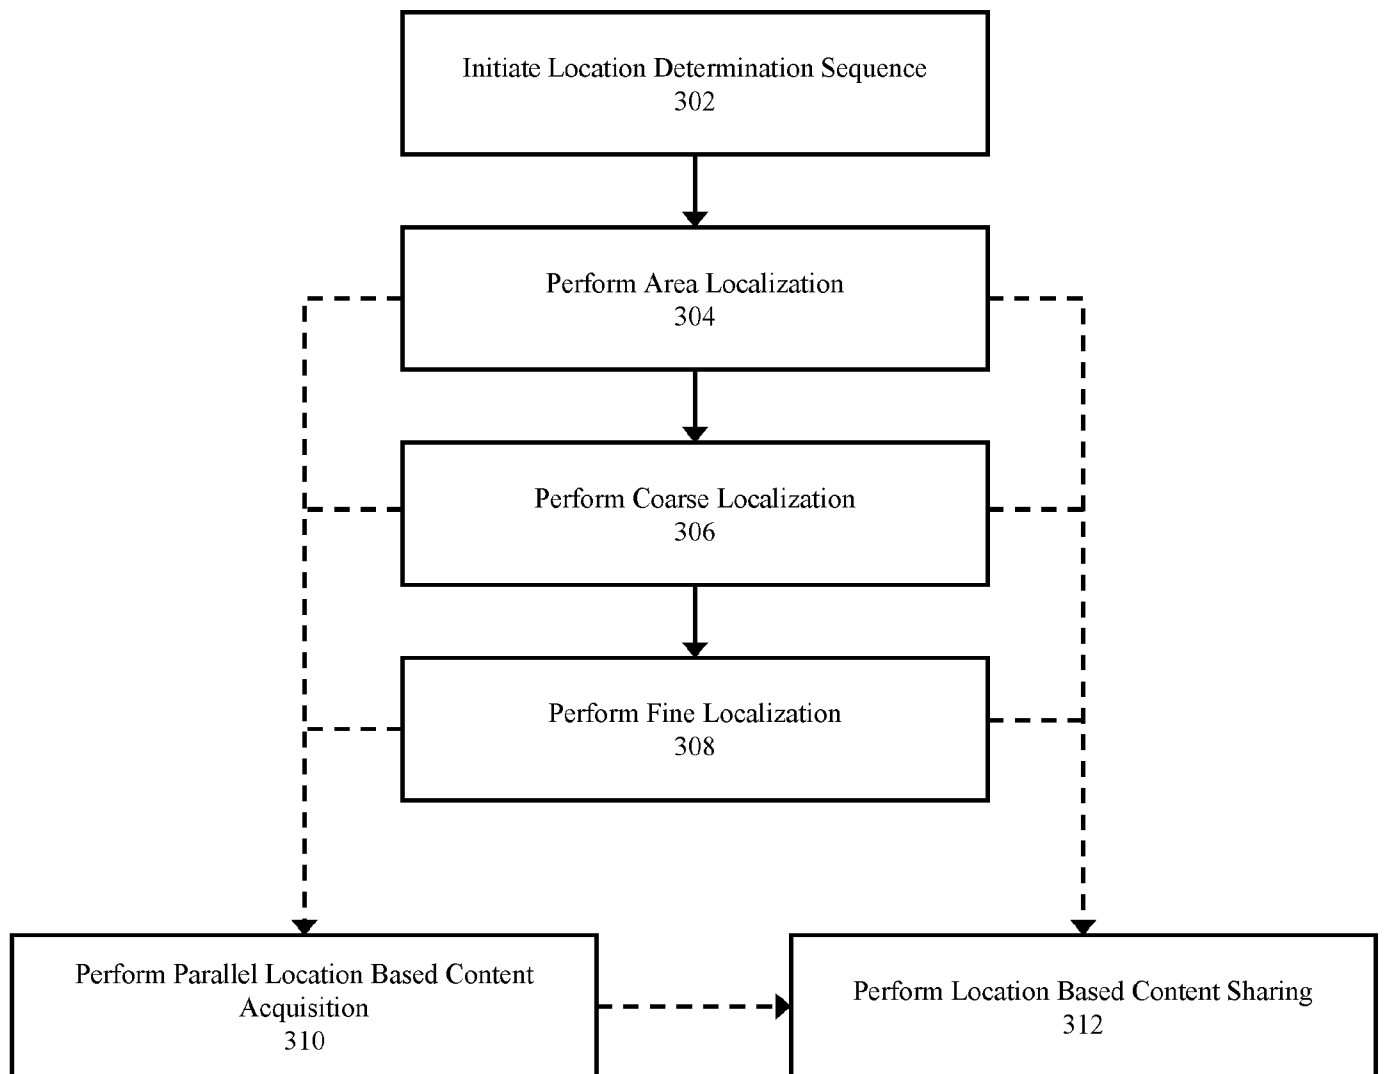 Initiate Location Determination Sequence
302
Perform Area Localization
304
Perform Coarse Localization
306
Perform Fine Localization
308
Perform Parallel Location Based Content
Acquisition
310
Perform Location Based Content Sharing
312